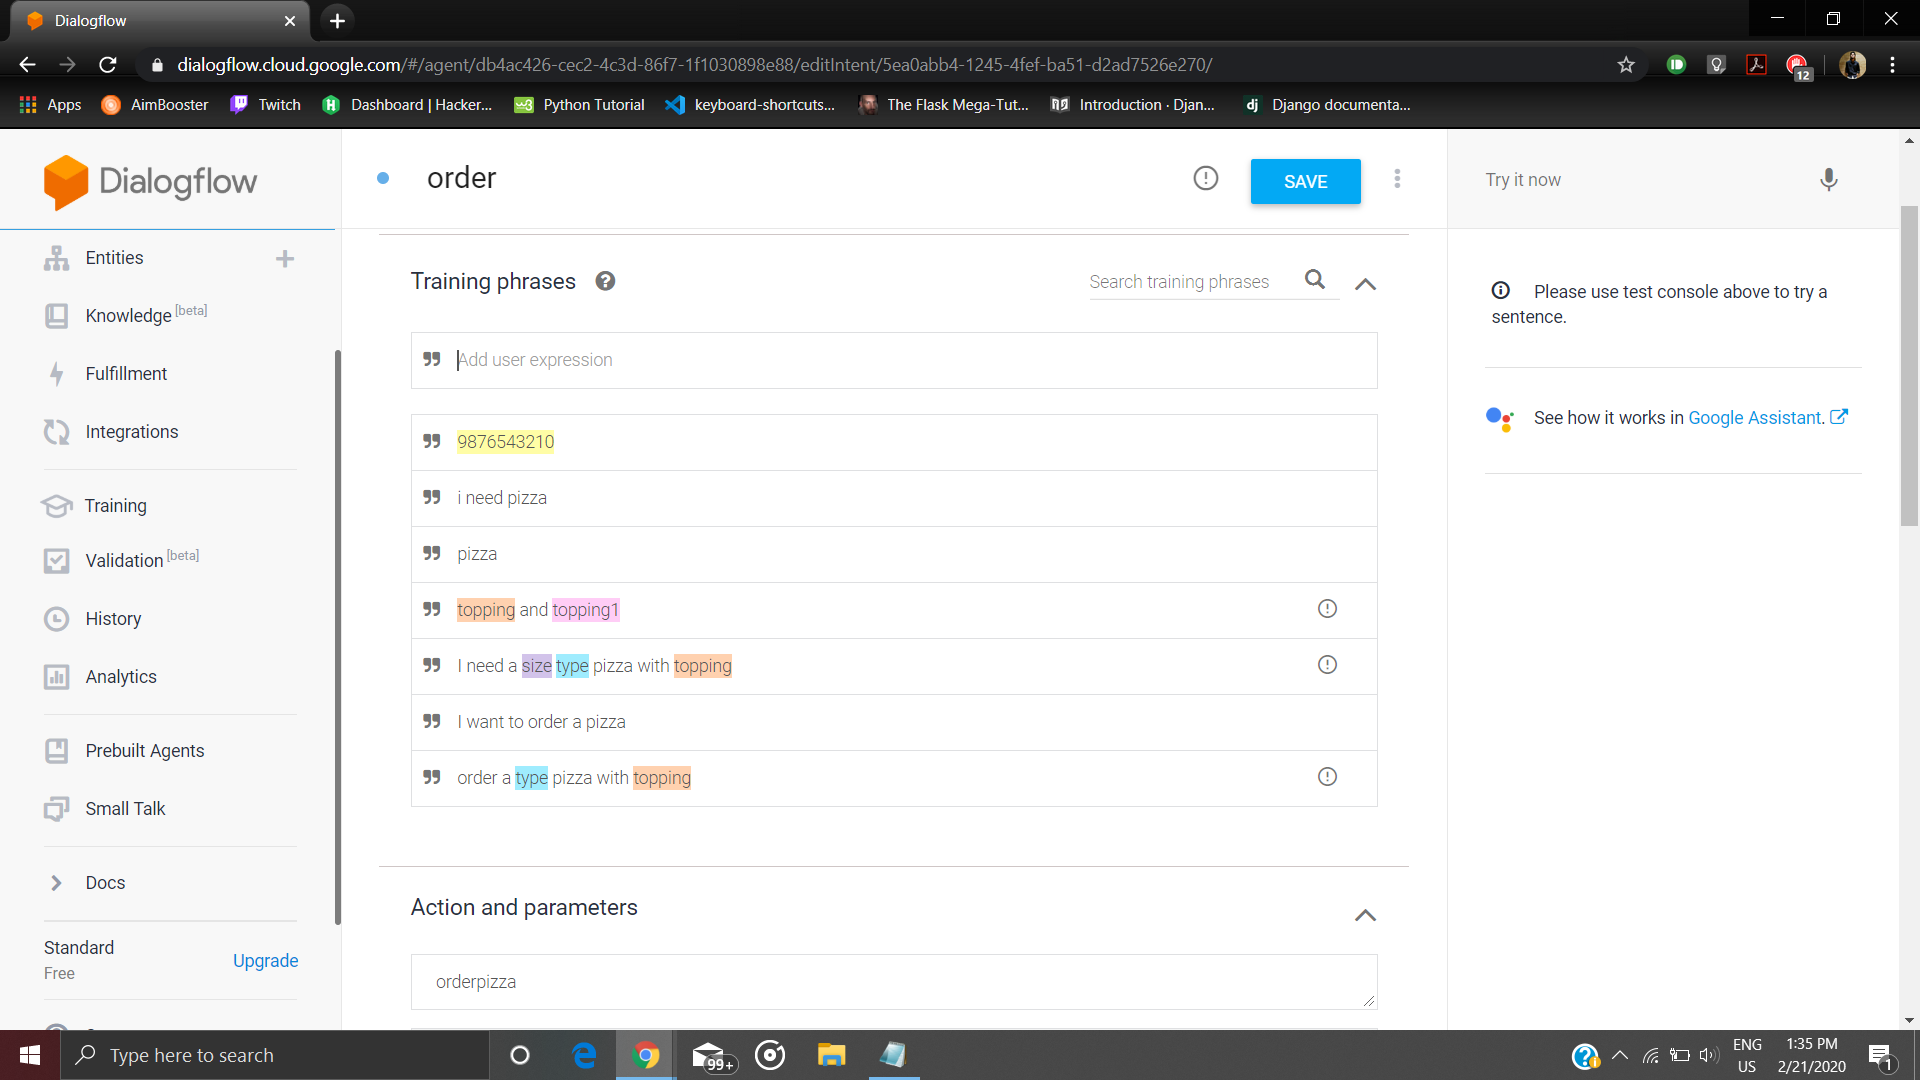 Dialogflow
dialogflow.cloud.google.com/#/agent/db4ac426-cec2-4c3d-86f7-1f1030898e88/editIntent/5ea0abb4-1245-4fef-ba51-d2ad7526e270/
12
Apps
AimBooster
Twitch
Dashboard | Hacker...
Python Tutorial
keyboard-shortcuts...
The Flask Mega-Tut...
Introduction · Djan...
Django documenta...
Dialogflow
Entities
Knowledge [beta]
Fulfillment
Integrations
Training
Validation [beta]
History
Analytics
Prebuilt Agents
Small Talk
Docs
Standard
Free
Upgrade
order
SAVE
Training phrases
Search training phrases
Add user expression
9876543210
i need pizza
pizza
topping and topping1
I need a size type pizza with topping
I want to order a pizza
order a type pizza with topping
Action and parameters
orderpizza
Try it now
Please use test console above to try a
sentence.
See how it works in Google Assistant.
Type here to search
99+
ENG
US
1:35 PM
2/21/2020
1